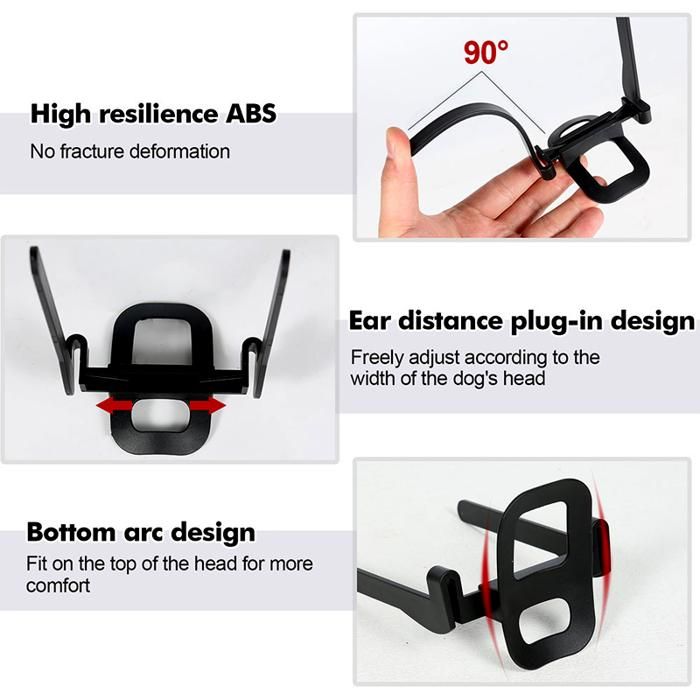 90°
High resilience ABS
No fracture deformation
Ear distance plug-in design
Freely adjust according to the
width of the dog's head
Bottom arc design
Fit on the top of the head for more
comfort